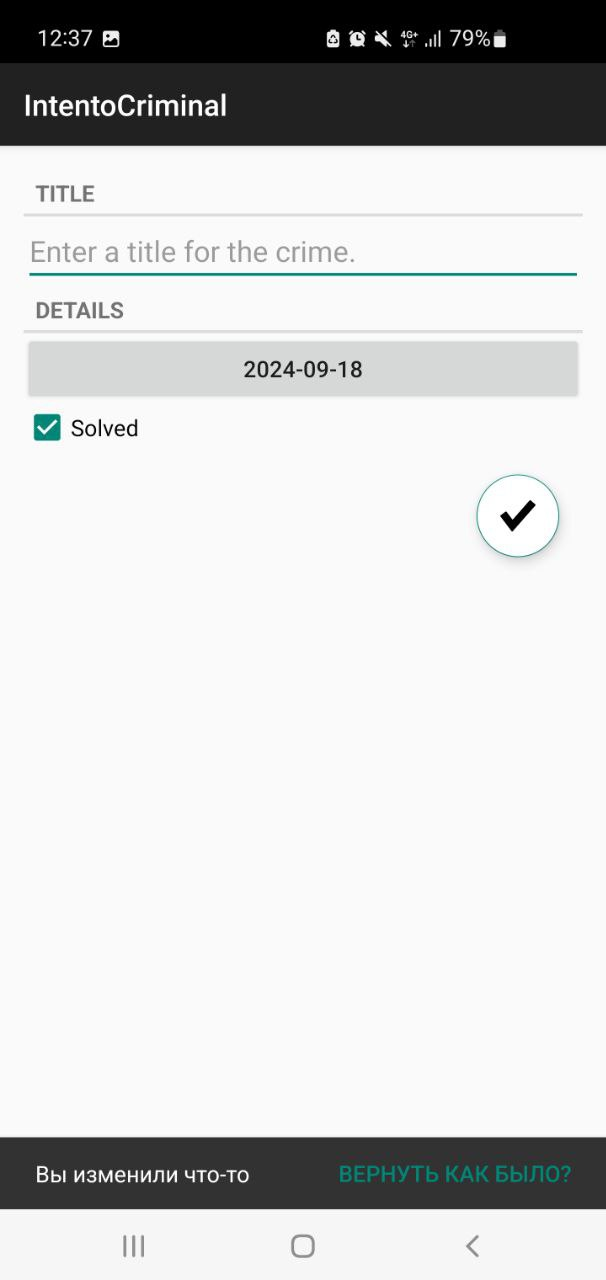 12:37 4G+ 79%
IntentoCriminal
TITLE
Enter a title for the crime.
DETAILS
2024-09-18
Solved
Вы изменили что-то ВЕРНУТЬ КАК БЫЛО?